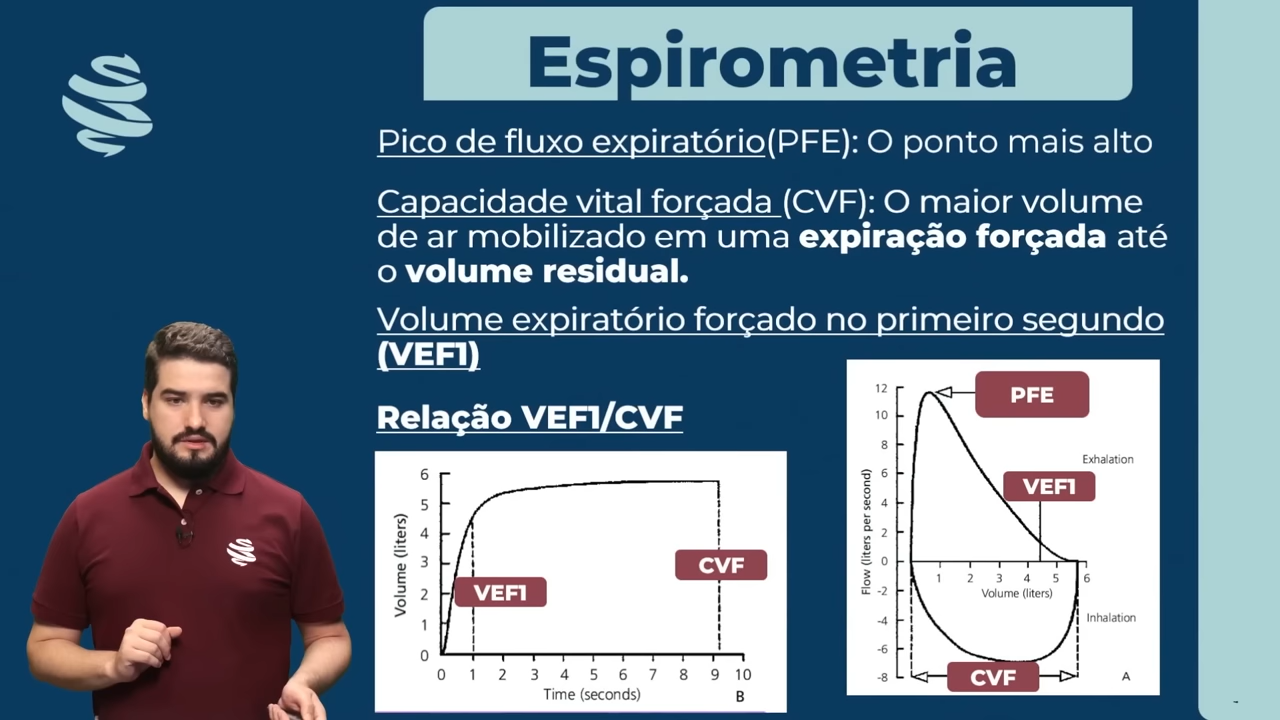 Espirometria
Pico de fluxo expiratório(PFE): O ponto mais alto
Capacidade vital forçada (CVF): O maior volume
de ar mobilizado em uma expiração forçada até
o volume residual.
Volume expiratório forçado no primeiro segundo
(VEF1)
Relação VEF1/CVF
6
5
4
3
2
1
0
Volume (liters)
VEF1
CVF
0 1 2 3 4 5 6 7 8 9 10
Time (seconds)
B
12
10
8
6
4
2
0
-2
-4
-6
-8
Flow (liters per second)
PFE
Exhalation
VEF1
1 2 3 4 5 6
Volume (liters)
Inhalation
CVF
A